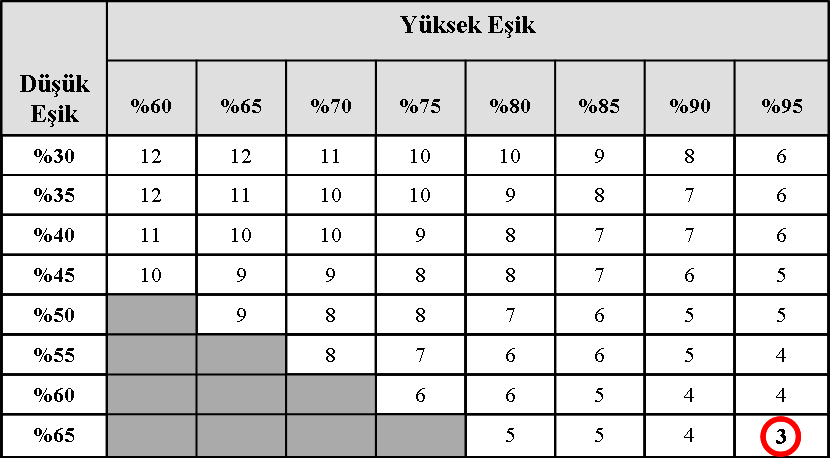 Yüksek Eşik
Düşük
Eşik
%60 %65 %70 %75 %80 %85 %90 %95
%30 12 12 11 10 10 9 8 6
%35 12 11 10 10 9 8 7 6
%40 11 10 10 9 8 7 7 6
%45 10 9 9 8 8 7 6 5
%50 9 8 8 7 6 5 5
%55 8 7 6 6 5 4
%60 6 6 5 4 4
%65 5 5 4 3